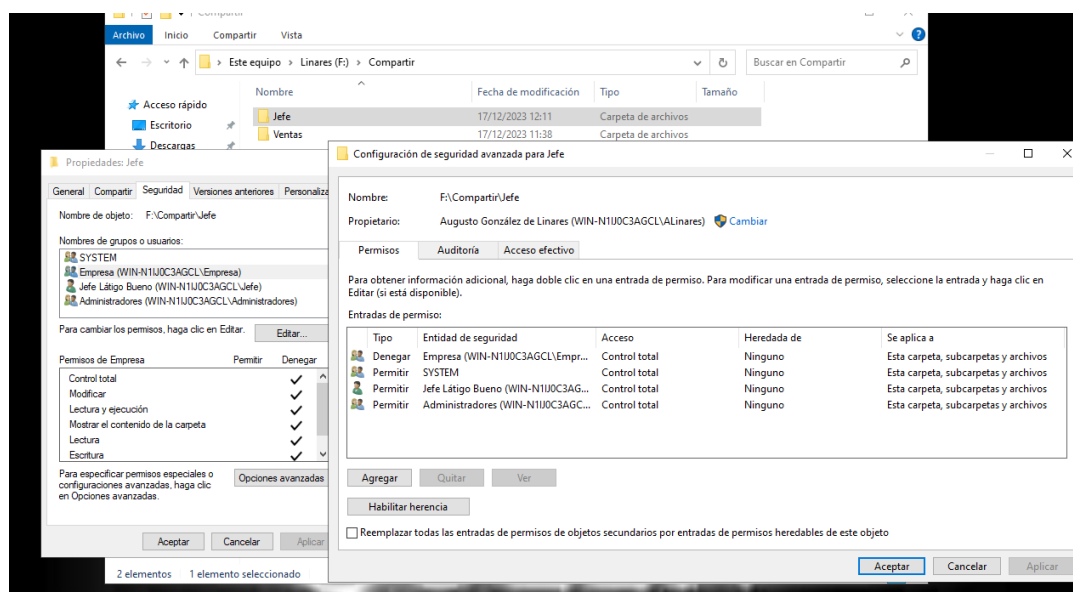 Compartir
Archivo Inicio Compartir Vista
Este equipo > Linares (F:) > Compartir
Buscar en Compartir
Nombre Fecha de modificación Tipo Tamaño
Acceso rápido
Escritorio
Descargas
Jefe 17/12/2023 12:11 Carpeta de archivos
Ventas 17/12/2023 11:38 Carpeta de archivos
Propiedades: Jefe
General Compartir Seguridad Versiones anteriores Personaliza
Nombre de objeto: F:\Compartir\Jefe
Nombres de grupos o usuarios:
SYSTEM
Empresa (WIN-N1IJ0C3AGCL\Empresa)
Jefe Látigo Bueno (WIN-N1IJ0C3AGCL\Jefe)
Administradores (WIN-N1IJ0C3AGCL\Administradores)
Para cambiar los permisos, haga clic en Editar.
Editar...
Permisos de Empresa Permitir Denegar
Control total
Modificar
Lectura y ejecución
Mostrar el contenido de la carpeta
Lectura
Escritura
Para especificar permisos especiales o
configuraciones avanzadas, haga clic
en Opciones avanzadas.
Opciones avanzadas
Aceptar Cancelar Aplicar
2 elementos 1 elemento seleccionado
Configuración de seguridad avanzada para Jefe
Nombre: F:\Compartir\Jefe
Propietario: Augusto González de Linares (WIN-N1IJ0C3AGCL\ALinares) Cambiar
Permisos Auditoría Acceso efectivo
Para obtener información adicional, haga doble clic en una entrada de permiso. Para modificar una entrada de permiso, seleccione la entrada y haga clic en
Editar (si está disponible).
Entradas de permiso:
Tipo Entidad de seguridad Acceso Heredada de Se aplica a
Denegar Empresa (WIN-N1IJ0C3AGCL\Empr... Control total Ninguno Esta carpeta, subcarpetas y archivos
Permitir SYSTEM Control total Ninguno Esta carpeta, subcarpetas y archivos
Permitir Jefe Látigo Bueno (WIN-N1IJ0C3AG... Control total Ninguno Esta carpeta, subcarpetas y archivos
Permitir Administradores (WIN-N1IJ0C3AGC... Control total Ninguno Esta carpeta, subcarpetas y archivos
Agregar Quitar Ver
Habilitar herencia
Reemplazar todas las entradas de permisos de objetos secundarios por entradas de permisos heredables de este objeto
Aceptar Cancelar Aplicar